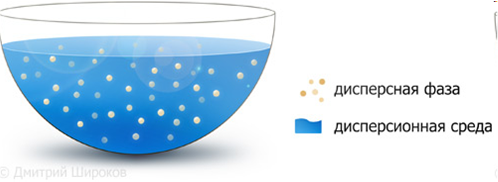 дисперсная фаза
дисперсионная среда
© Дмитрий Широков